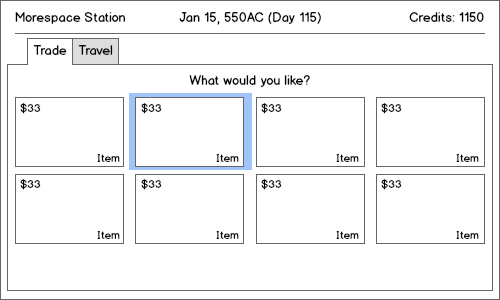 Morespace Station Jan 15, 550AC (Day 115) Credits: 1150
Trade Travel
What would you like?
$33 $33 $33 $33
Item Item Item Item
$33 $33 $33 $33
Item Item Item Item